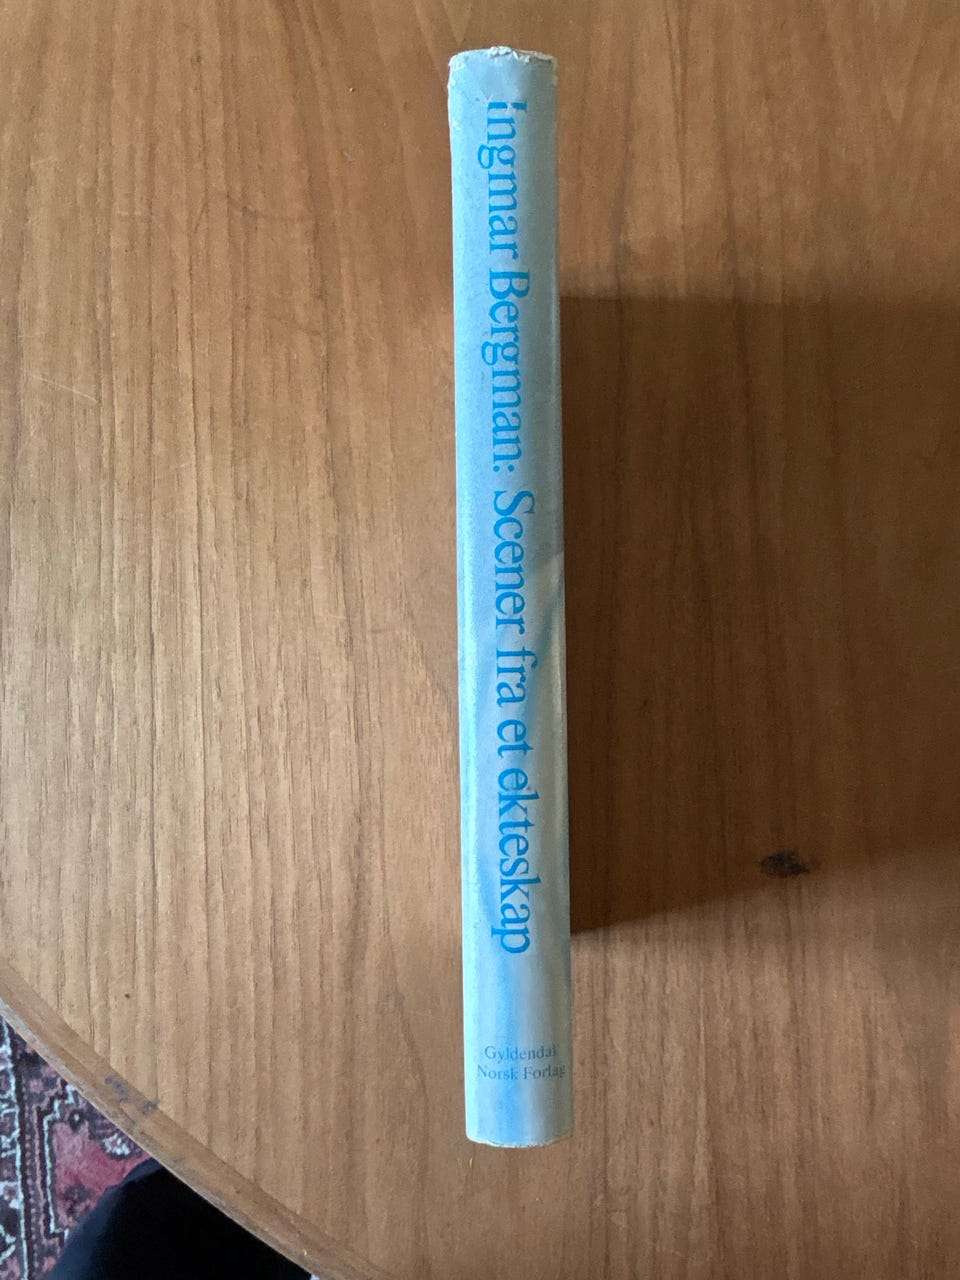 Ingmar Bergman: Scener fra et ekteskap
Gyldendal
Norsk Forlag